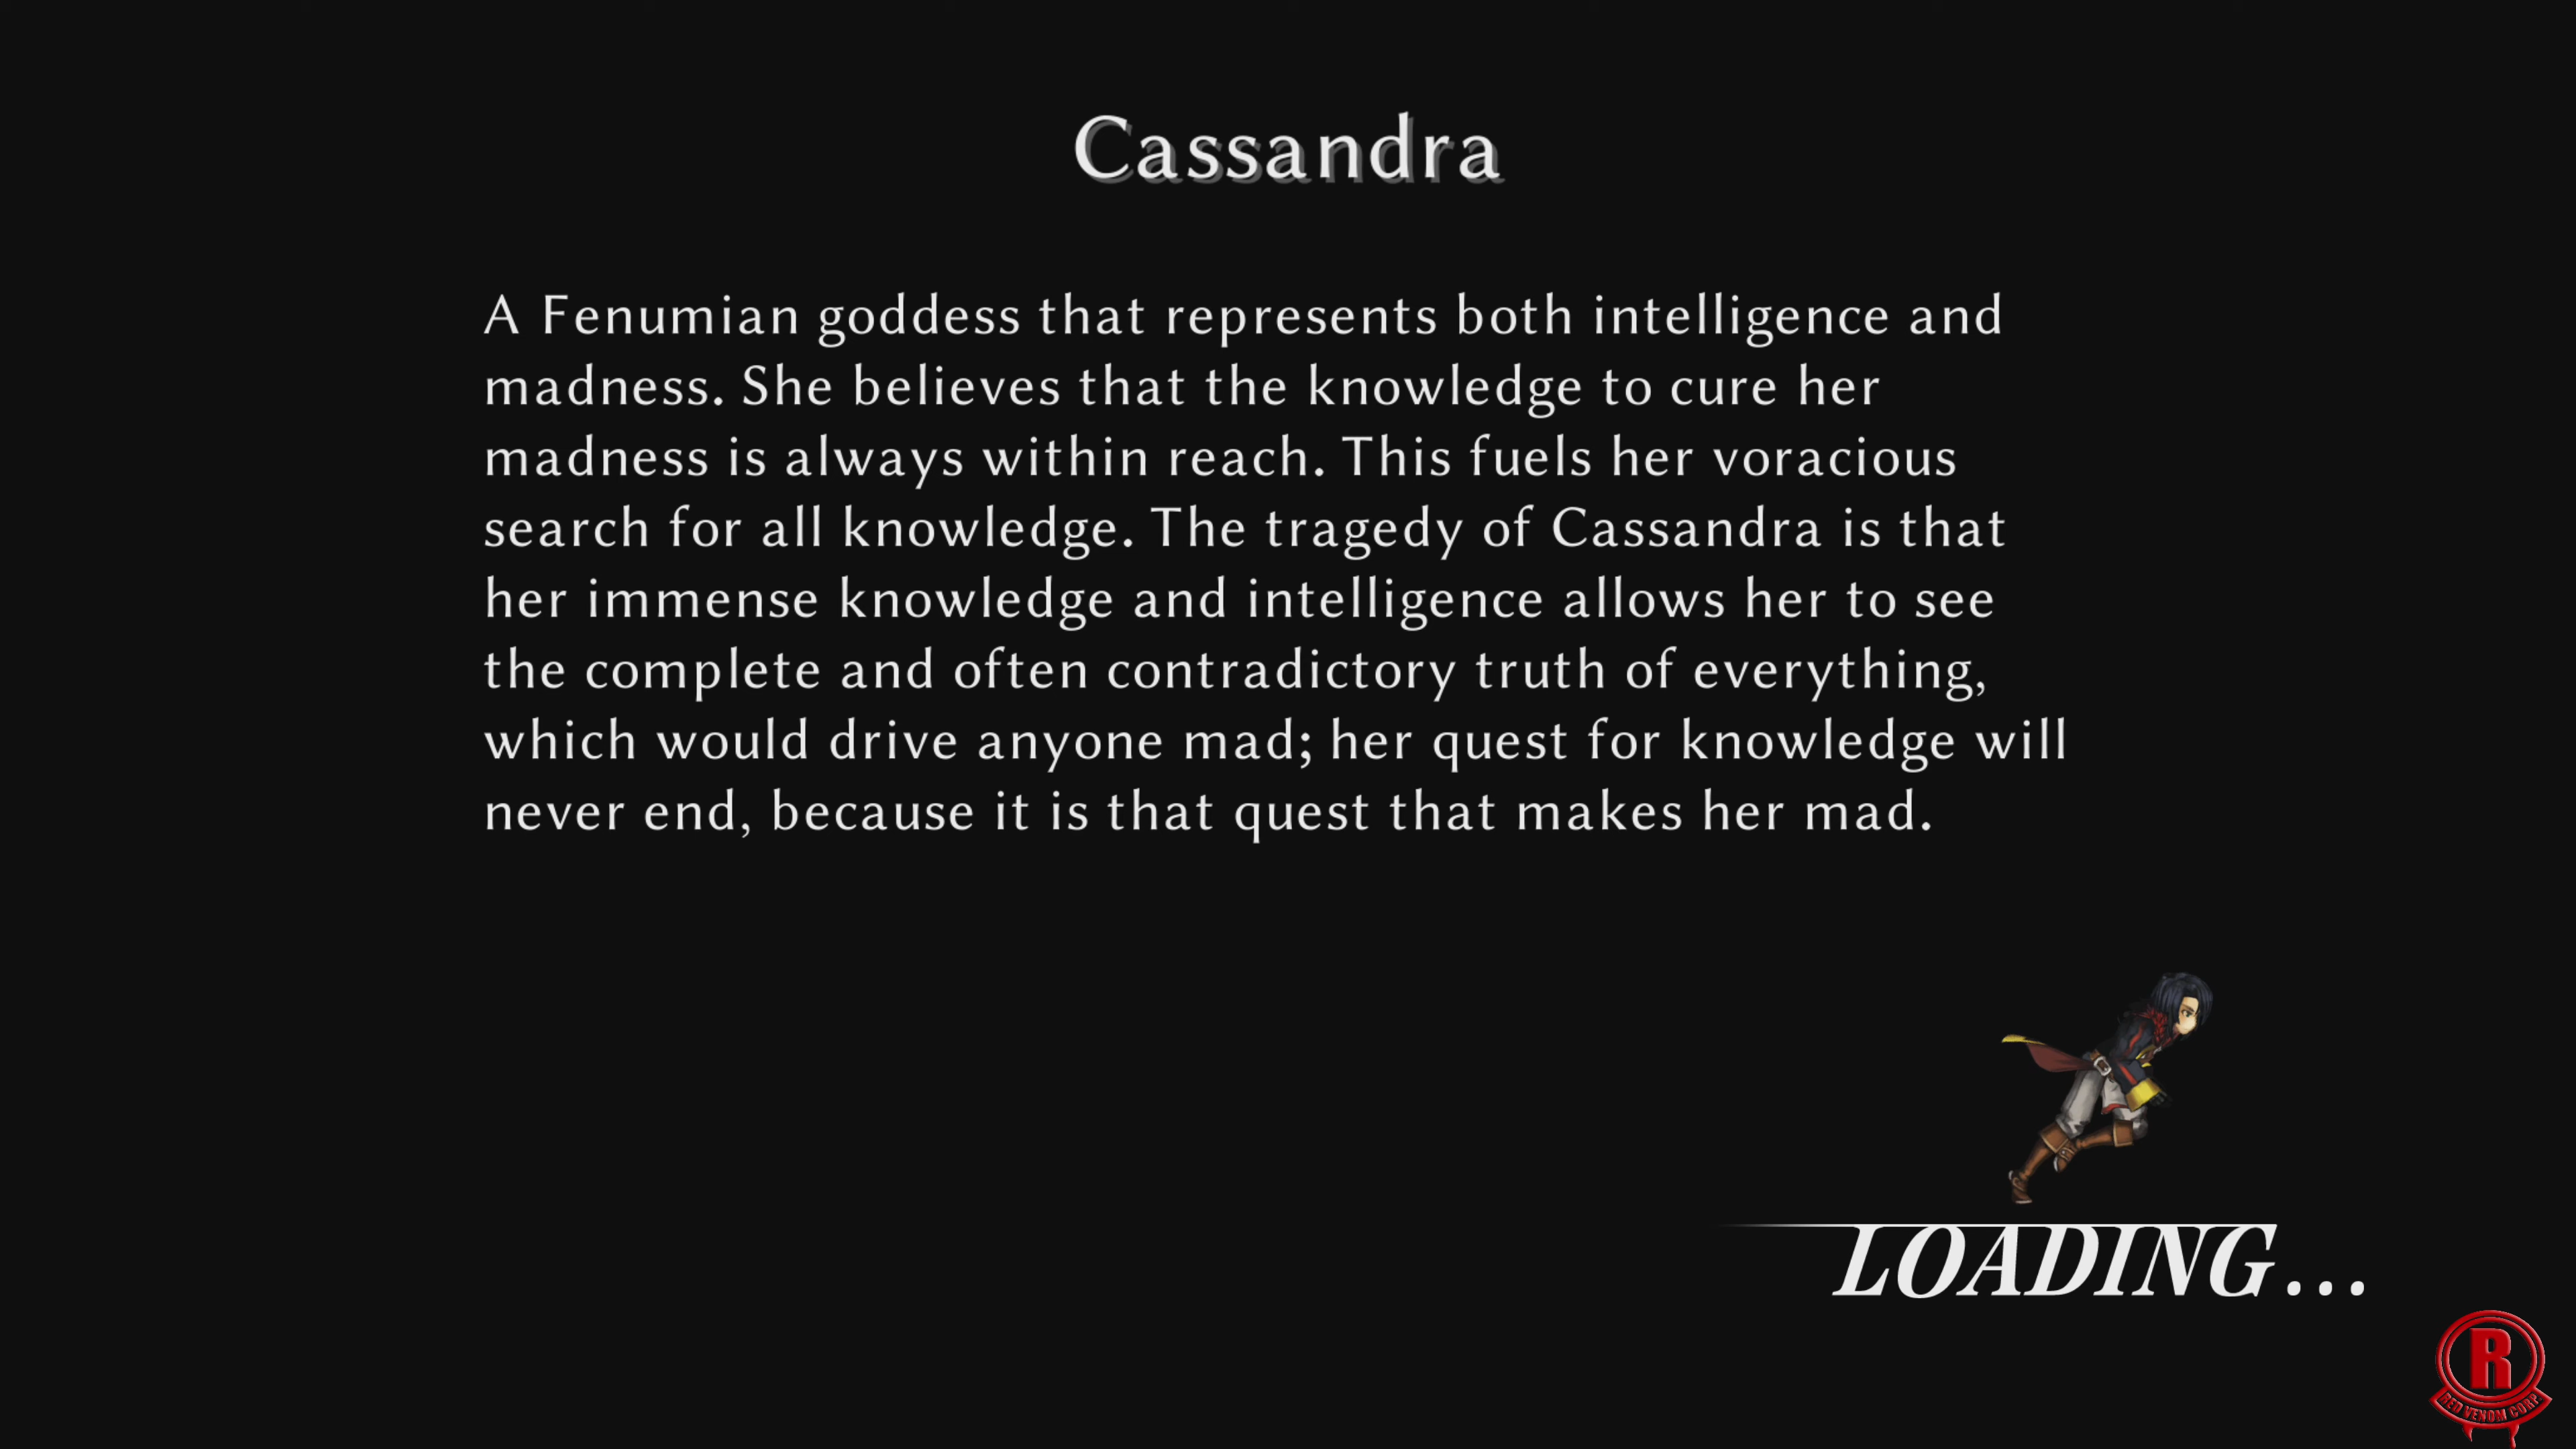 Cassandra
A Fenumian goddess that represents both intelligence and
madness. She believes that the knowledge to cure her
madness is always within reach. This fuels her voracious
search for all knowledge. The tragedy of Cassandra is that
her immense knowledge and intelligence allows her to see
the complete and often contradictory truth of everything,
which would drive anyone mad; her quest for knowledge will
never end, because it is that quest that makes her mad.
LOADING...
R
RED VENOM CORP.